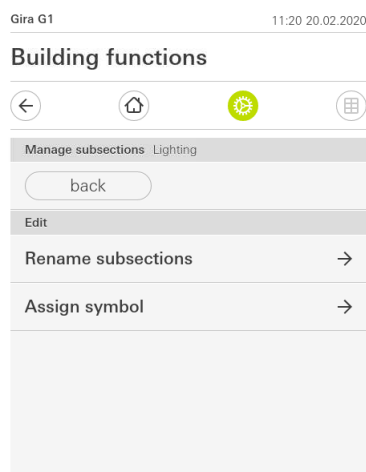 Gira G1 11:20 20.02.2020
Building functions
Manage subsections Lighting
back
Edit
Rename subsections
Assign symbol